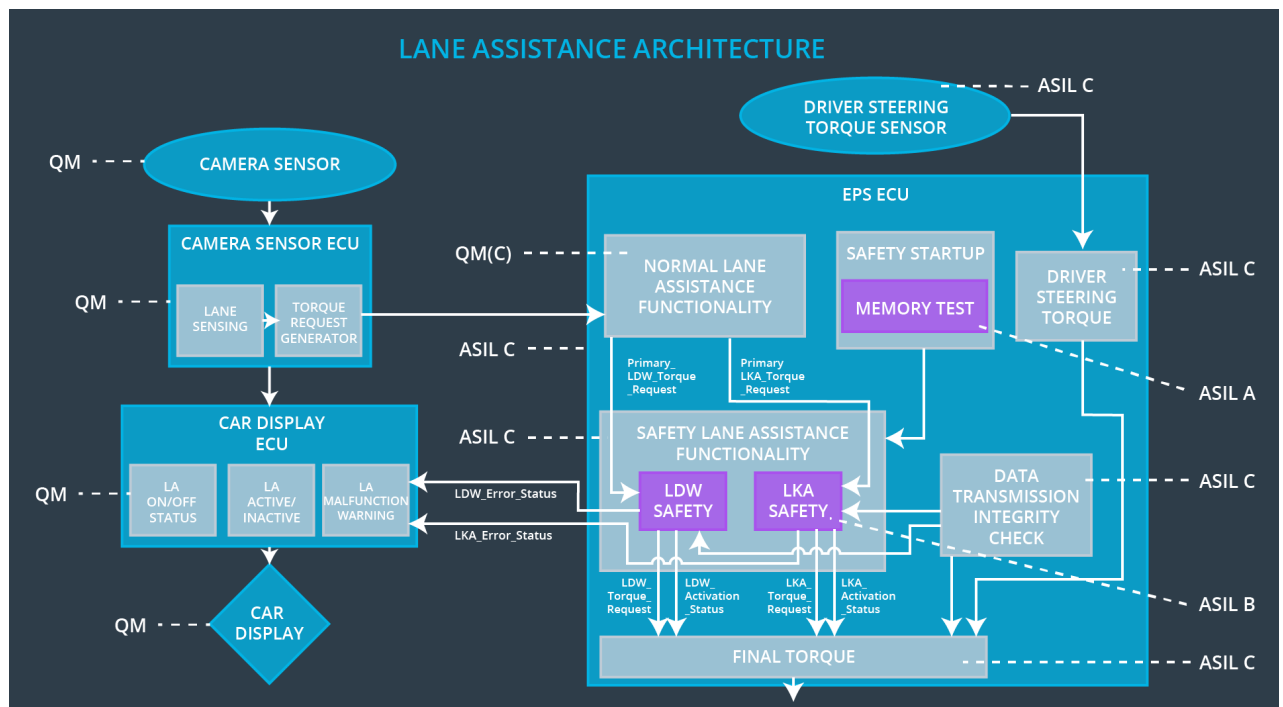 LANE ASSISTANCE ARCHITECTURE
ASIL C
DRIVER STEERING
TORQUE SENSOR
QM
CAMERA SENSOR
EPS ECU
CAMERA SENSOR ECU
QM(C)
NORMAL LANE
ASSISTANCE
FUNCTIONALITY
SAFETY STARTUP
MEMORY TEST
DRIVER
STEERING
TORQUE
ASIL C
QM
LANE
SENSING
TORQUE
REQUEST
GENERATOR
ASIL C
Primary_
LDW_Torque
_Request
Primary
LKA_Torque
_Request
ASIL A
CAR DISPLAY
ECU
ASIL C
SAFETY LANE ASSISTANCE
FUNCTIONALITY
QM
LA
ON/OFF
STATUS
LA
ACTIVE/
INACTIVE
LA
MALFUNCTION
WARNING
LDW_Error_Status
LKA_Error_Status
LDW
SAFETY
LKA
SAFETY
DATA
TRANSMISSION
INTEGRITY
CHECK
ASIL C
LDW_
Torque_
Request
LDW_
Activation
_Status
LKA_
Torque_
Request
LKA_
Activation
_Status
ASIL B
QM
CAR
DISPLAY
FINAL TORQUE
ASIL C